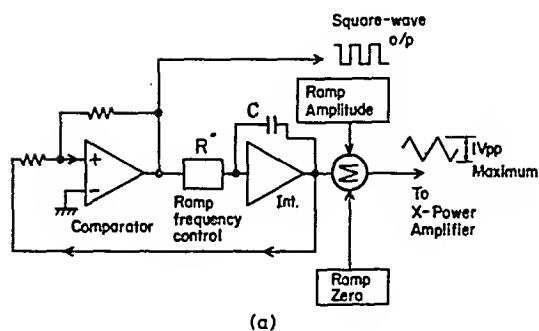 Square-wave
o/p
Ramp
Amplitude
C
R"
+
−
M
1Vpp
Maximum
Int.
To
X-Power
Amplifier
Comparator
Ramp
frequency
control
Ramp
Zero
(a)